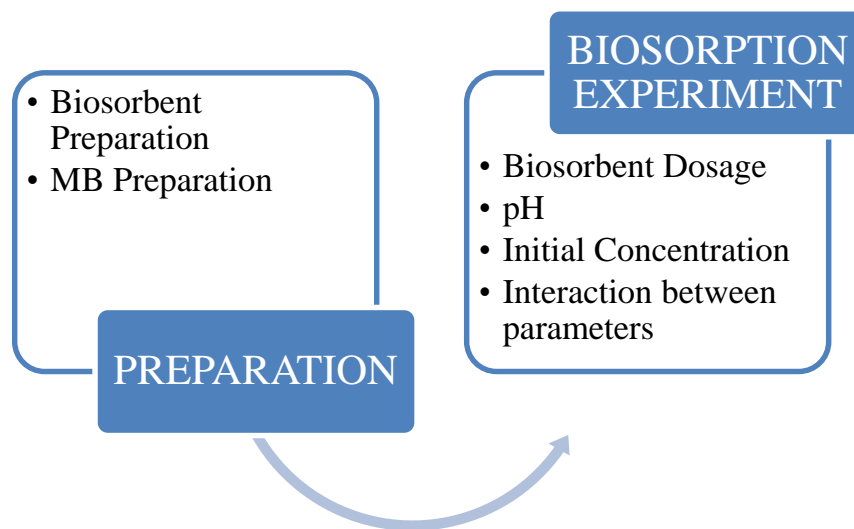 • Biosorbent
Preparation
• MB Preparation
PREPARATION
BIOSORPTION
EXPERIMENT
• Biosorbent Dosage
• pH
• Initial Concentration
• Interaction between
parameters